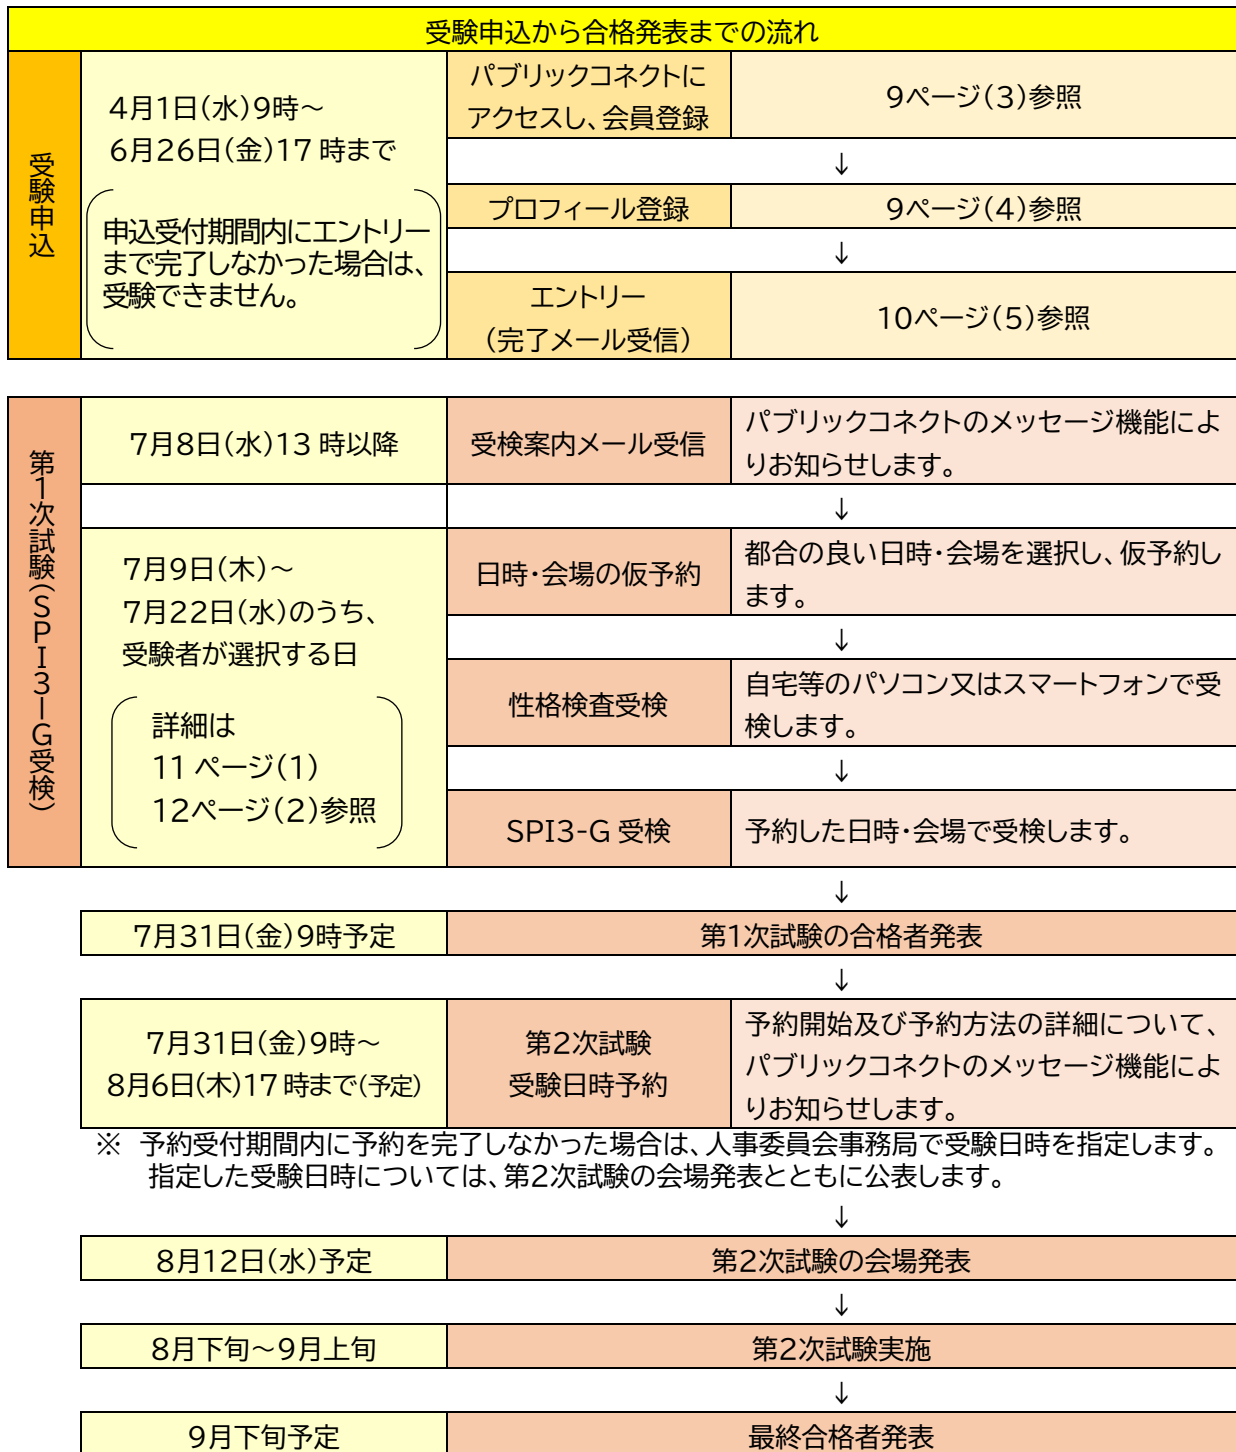 受験申込から合格発表までの流れ
受験申込
4月1日(水)9時～
6月26日(金)17時まで
申込受付期間内にエントリー
まで完了しなかった場合は、
受験できません。
パブリックコネクトに
アクセスし、会員登録
9ページ(3)参照
↓
プロフィール登録
9ページ(4)参照
↓
エントリー
(完了メール受信)
10ページ(5)参照
第1次試験(SPI3-G受検)
7月8日(水)13時以降
受検案内メール受信
パブリックコネクトのメッセージ機能によ
りお知らせします。
↓
7月9日(木)～
7月22日(水)のうち、
受験者が選択する日
詳細は
11ページ(1)
12ページ(2)参照
日時・会場の仮予約
都合の良い日時・会場を選択し、仮予約し
ます。
↓
性格検査受検
自宅等のパソコン又はスマートフォンで受
検します。
↓
SPI3-G受検
予約した日時・会場で受検します。
↓
7月31日(金)9時予定
第1次試験の合格者発表
↓
7月31日(金)9時～
8月6日(木)17時まで(予定)
第2次試験
受験日時予約
予約開始及び予約方法の詳細について、
パブリックコネクトのメッセージ機能によ
りお知らせします。
※ 予約受付期間内に予約を完了しなかった場合は、人事委員会事務局で受験日時を指定します。
指定した受験日時については、第2次試験の会場発表とともに公表します。
↓
8月12日(水)予定
第2次試験の会場発表
↓
8月下旬～9月上旬
第2次試験実施
↓
9月下旬予定
最終合格者発表